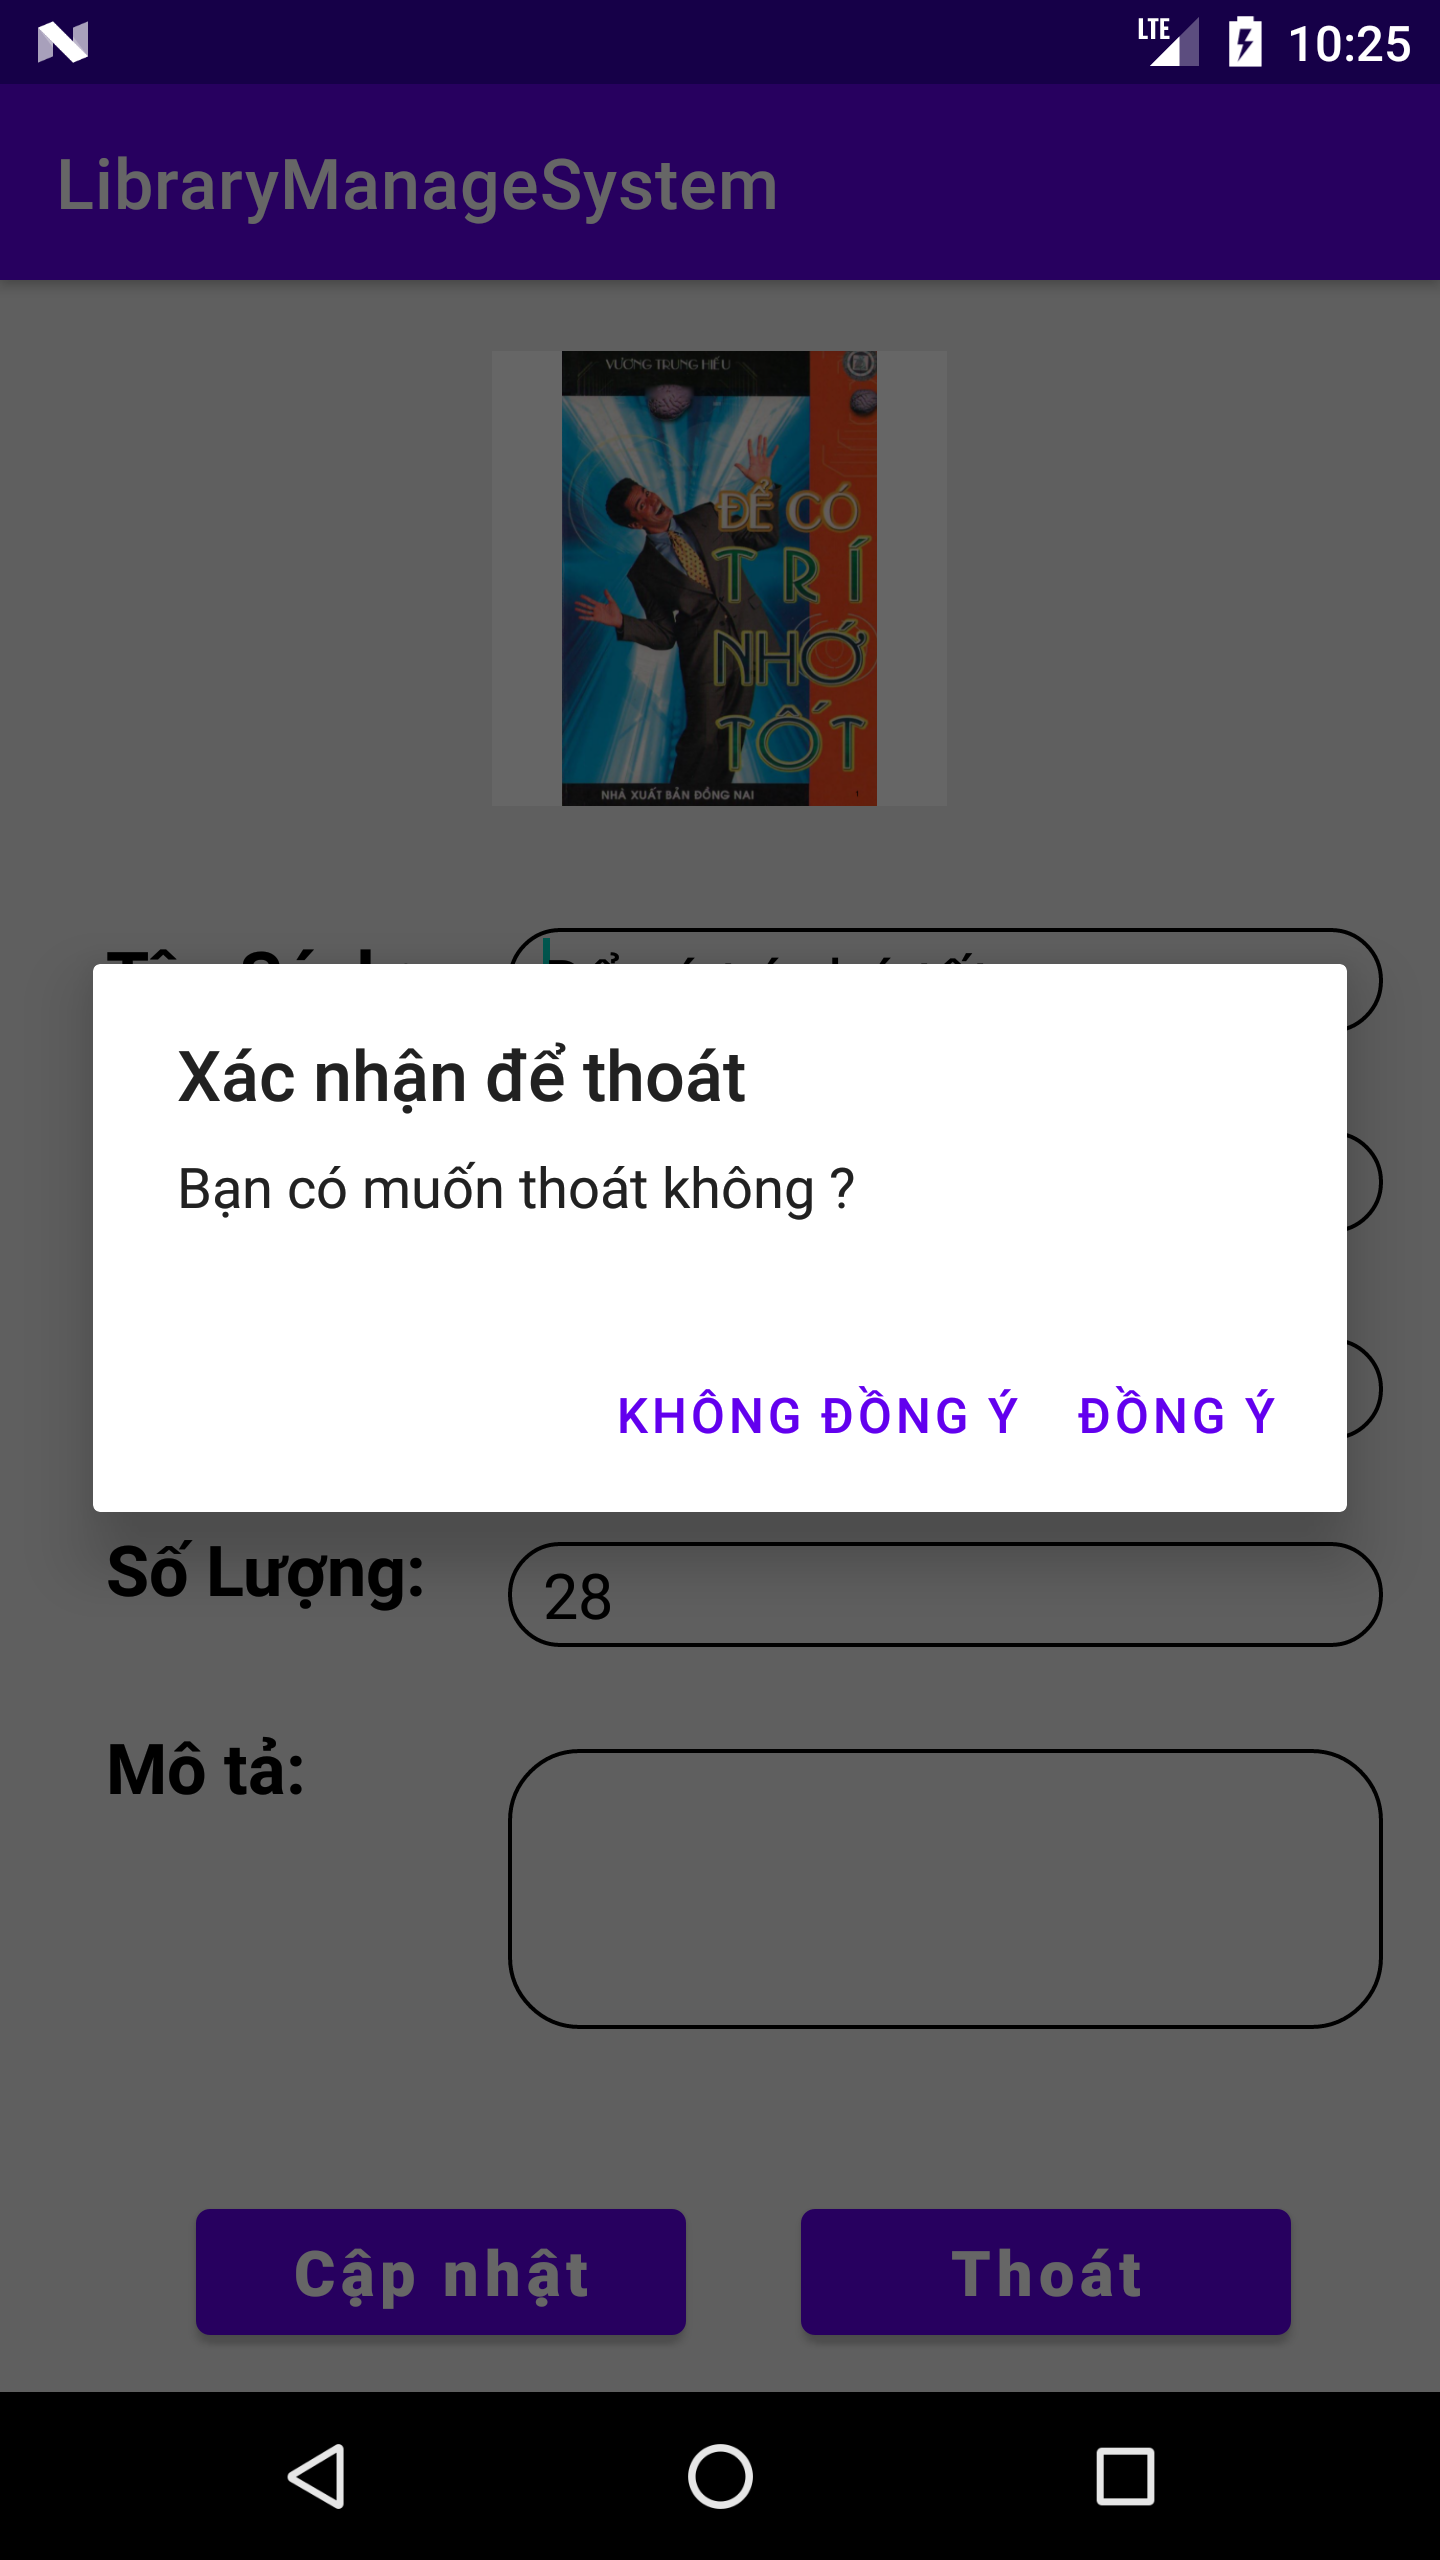 LTE 10:25
LibraryManageSystem
VƯƠNG TRUNG HIẾU
ĐỂ CÓ
TRÍ
NHỚ
TỐT
NHÀ XUẤT BẢN ĐỒNG NAI
Xác nhận để thoát
Bạn có muốn thoát không ?
KHÔNG ĐỒNG Ý ĐỒNG Ý
Số Lượng: 28
Mô tả:
Cập nhật Thoát